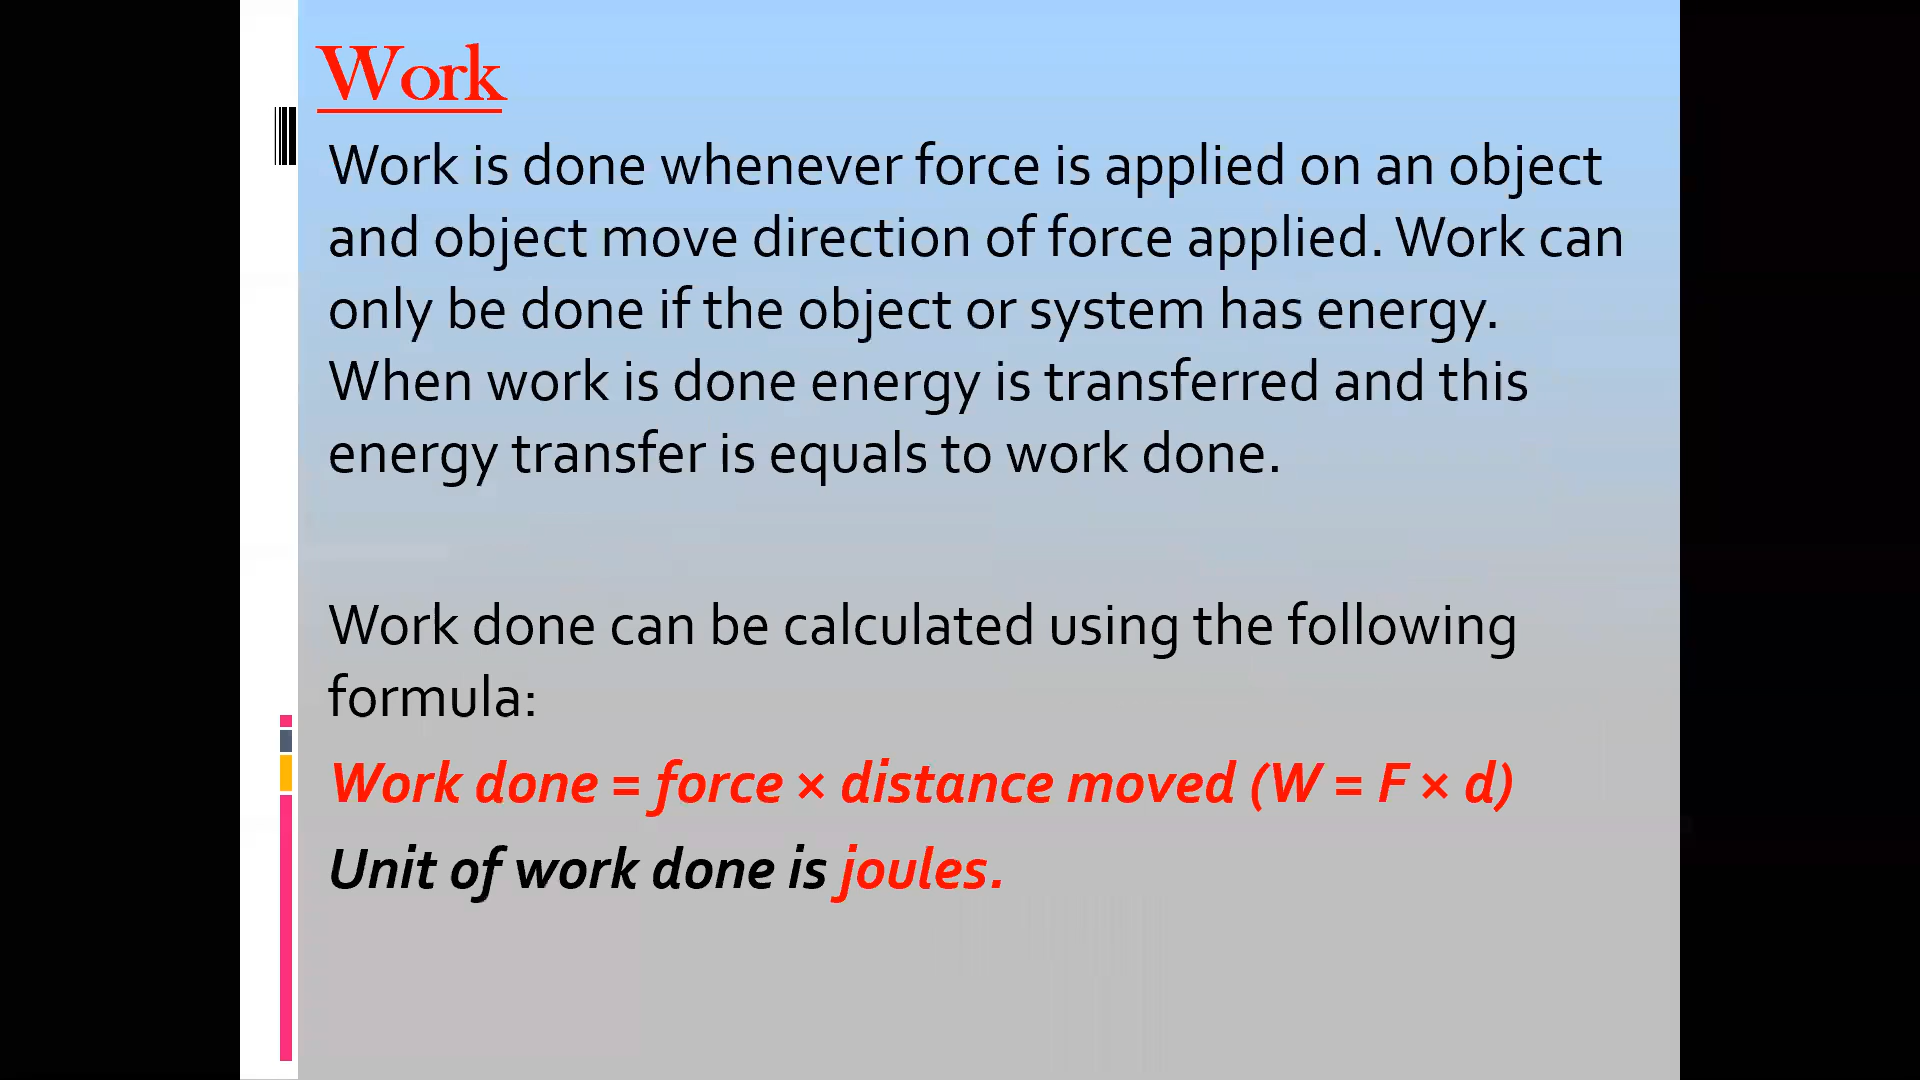 Work
Work is done whenever force is applied on an object
and object move direction of force applied. Work can
only be done if the object or system has energy.
When work is done energy is transferred and this
energy transfer is equals to work done.
Work done can be calculated using the following
formula:
Work done = force × distance moved (W = F × d)
Unit of work done is joules.